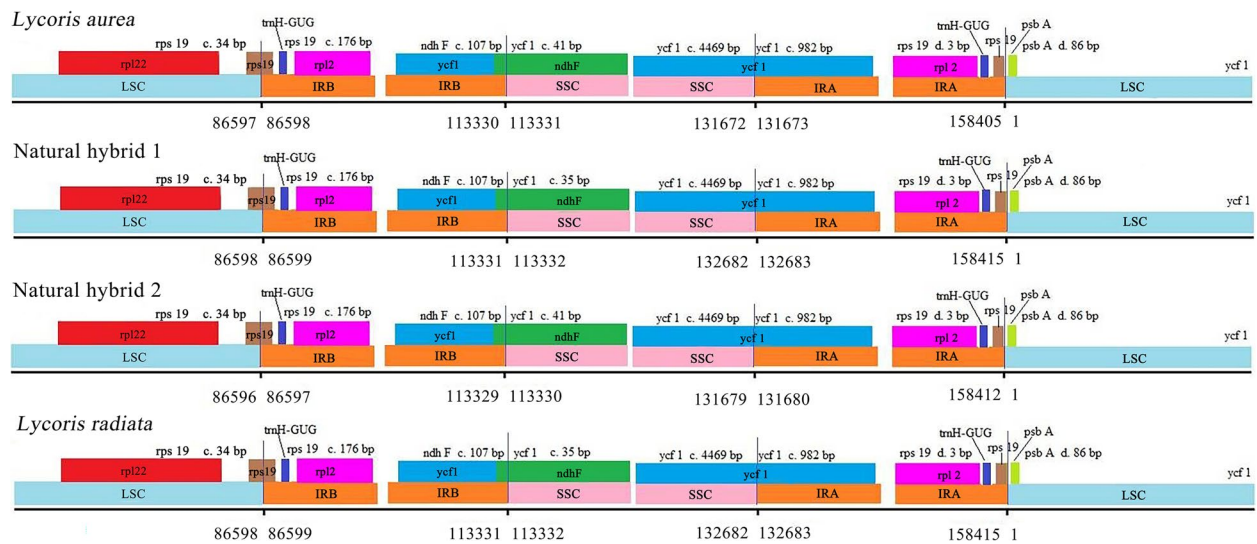 Lycoris aurea
trnH-GUG
rps 19 c. 34 bp rps 19 c. 176 bp ndh F c. 107 bp ycf 1 c. 41 bp ycf 1 c. 4469 bp ycf 1 c. 982 bp trnH-GUG rps 19 psb A
rps 19 d. 3 bp psb A d. 86 bp
rpl22 rps19 rpl2 ycf1 ndhF ycf 1 rpl 2 ycf 1
LSC IRB IRB SSC SSC IRA IRA LSC
86597 86598 113330 113331 131672 131673 158405 1
Natural hybrid 1
trnH-GUG
rps 19 c. 34 bp rps 19 c. 176 bp ndh F c. 107 bp ycf 1 c. 35 bp ycf 1 c. 4469 bp ycf 1 c. 982 bp trnH-GUG rps 19 psb A
rps 19 d. 3 bp psb A d. 86 bp
rpl22 rps19 rpl2 ycf1 ndhF ycf 1 rpl 2 ycf 1
LSC IRB IRB SSC SSC IRA IRA LSC
86598 86599 113331 113332 132682 132683 158415 1
Natural hybrid 2
trnH-GUG
rps 19 c. 34 bp rps 19 c. 176 bp ndh F c. 107 bp ycf 1 c. 41 bp ycf 1 c. 4469 bp ycf 1 c. 982 bp trnH-GUG rps 19 psb A
rps 19 d. 3 bp psb A d. 86 bp
rpl22 rps19 rpl2 ycf1 ndhF ycf 1 rpl 2 ycf 1
LSC IRB IRB SSC SSC IRA IRA LSC
86596 86597 113329 113330 131679 131680 158412 1
Lycoris radiata
trnH-GUG
rps 19 c. 34 bp rps 19 c. 176 bp ndh F c. 107 bp ycf 1 c. 35 bp ycf 1 c. 4469 bp ycf 1 c. 982 bp trnH-GUG rps 19 psb A
rps 19 d. 3 bp psb A d. 86 bp
rpl22 rps19 rpl2 ycf1 ndhF ycf 1 rpl 2 ycf 1
LSC IRB IRB SSC SSC IRA IRA LSC
86598 86599 113331 113332 132682 132683 158415 1